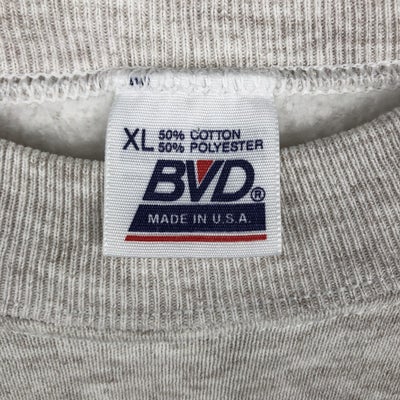 XL 50% COTTON
50% POLYESTER
BVD®
MADE IN U.S.A.